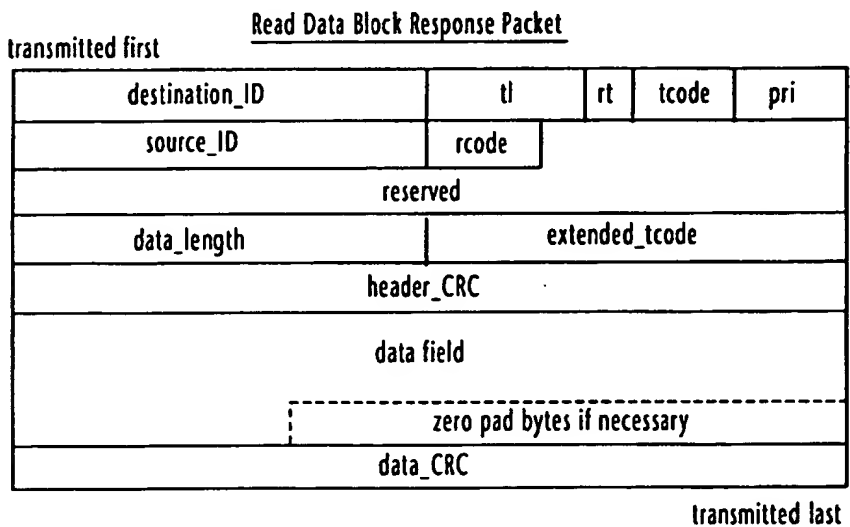 Read Data Block Response Packet
transmitted first
destination_ID tl rt tcode pri
source_ID rcode
reserved
data_length extended_tcode
header_CRC
data field
zero pad bytes if necessary
data_CRC
transmitted last